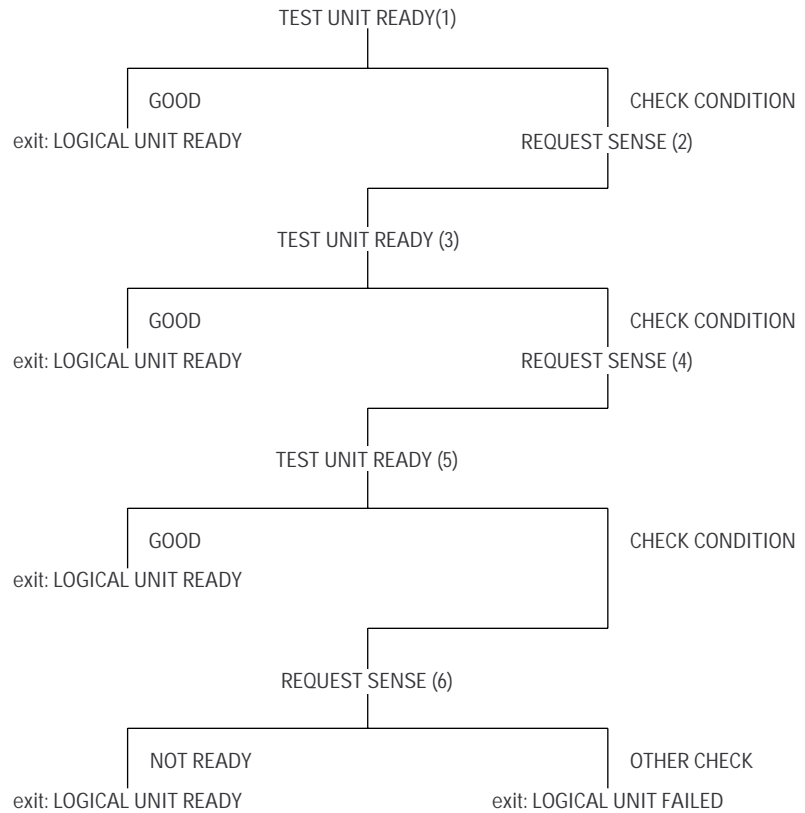 TEST UNIT READY(1)
GOOD
CHECK CONDITION
exit: LOGICAL UNIT READY
REQUEST SENSE (2)
TEST UNIT READY (3)
GOOD
CHECK CONDITION
exit: LOGICAL UNIT READY
REQUEST SENSE (4)
TEST UNIT READY (5)
GOOD
CHECK CONDITION
exit: LOGICAL UNIT READY
REQUEST SENSE (6)
NOT READY
OTHER CHECK
exit: LOGICAL UNIT READY
exit: LOGICAL UNIT FAILED